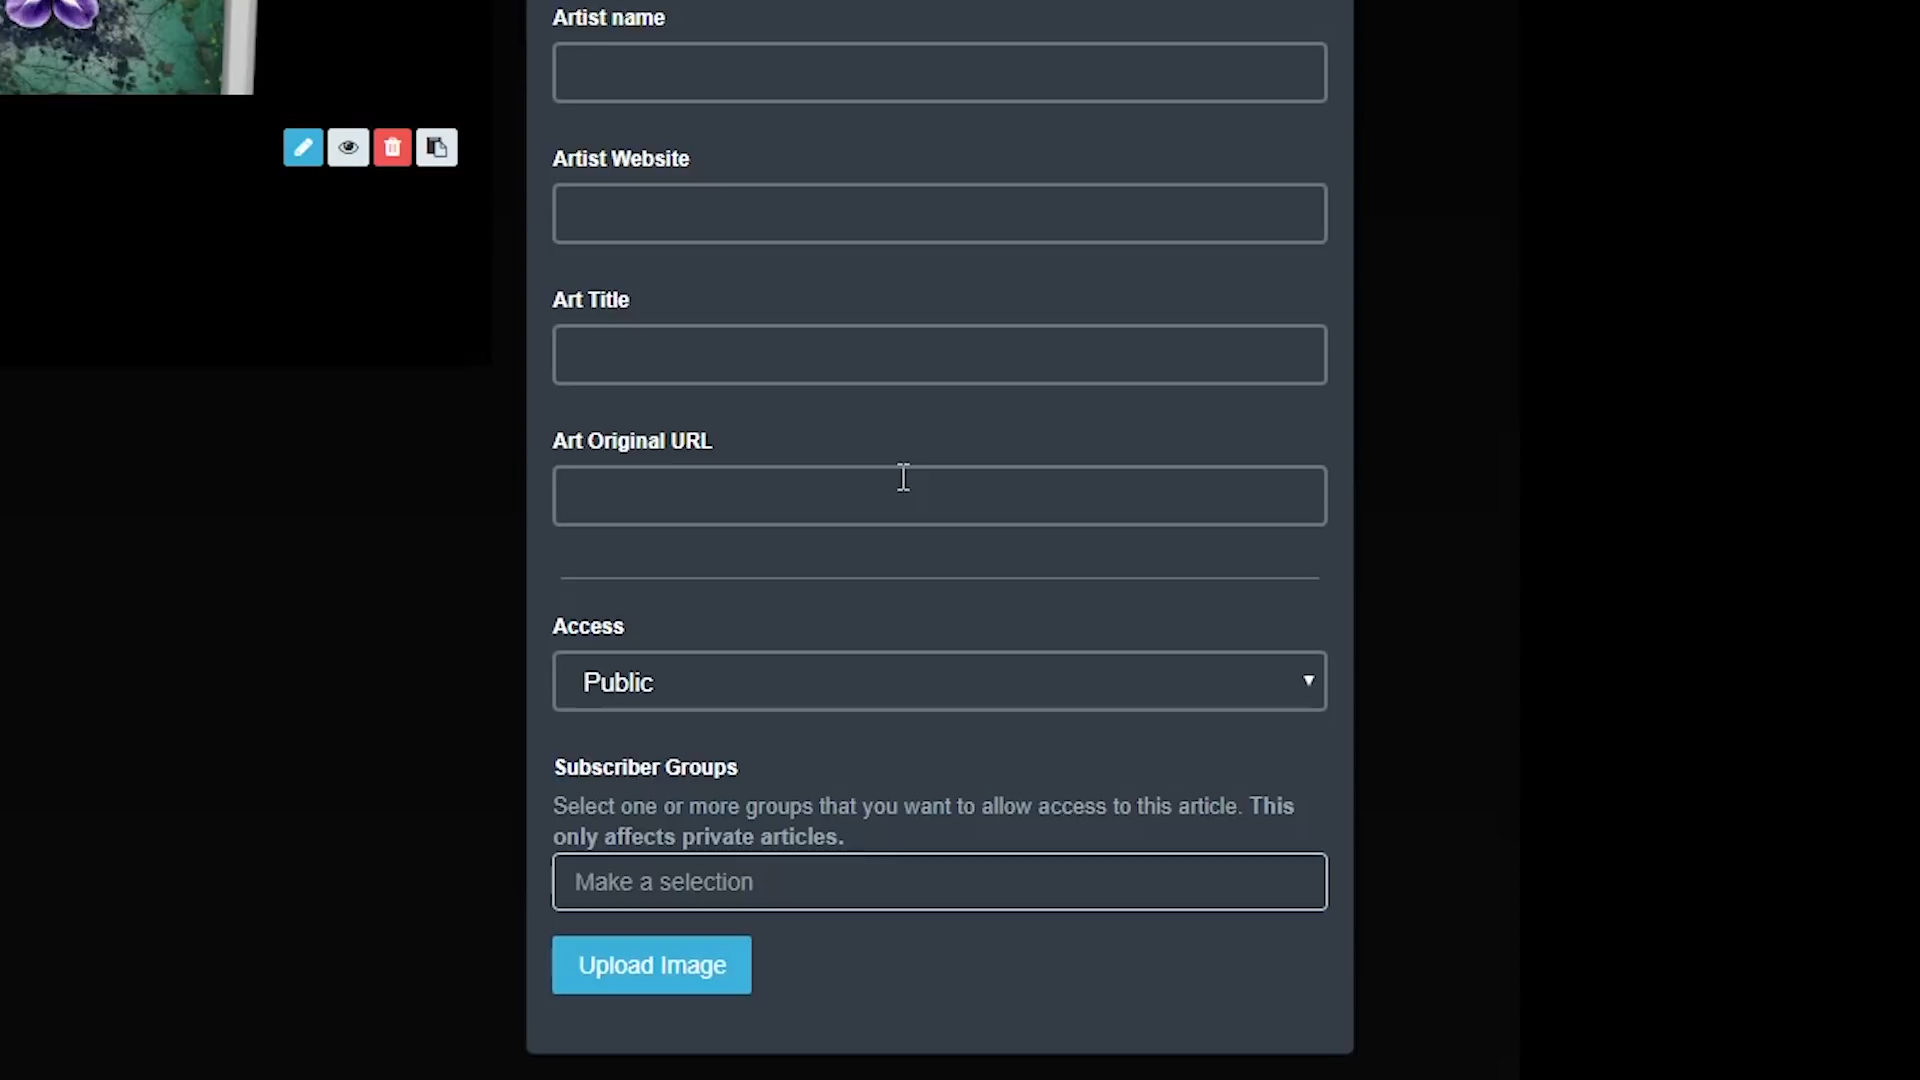 Artist name
Artist Website
Art Title
Art Original URL
Access
Public
Subscriber Groups
Select one or more groups that you want to allow access to this article. This
only affects private articles.
Make a selection
Upload Image